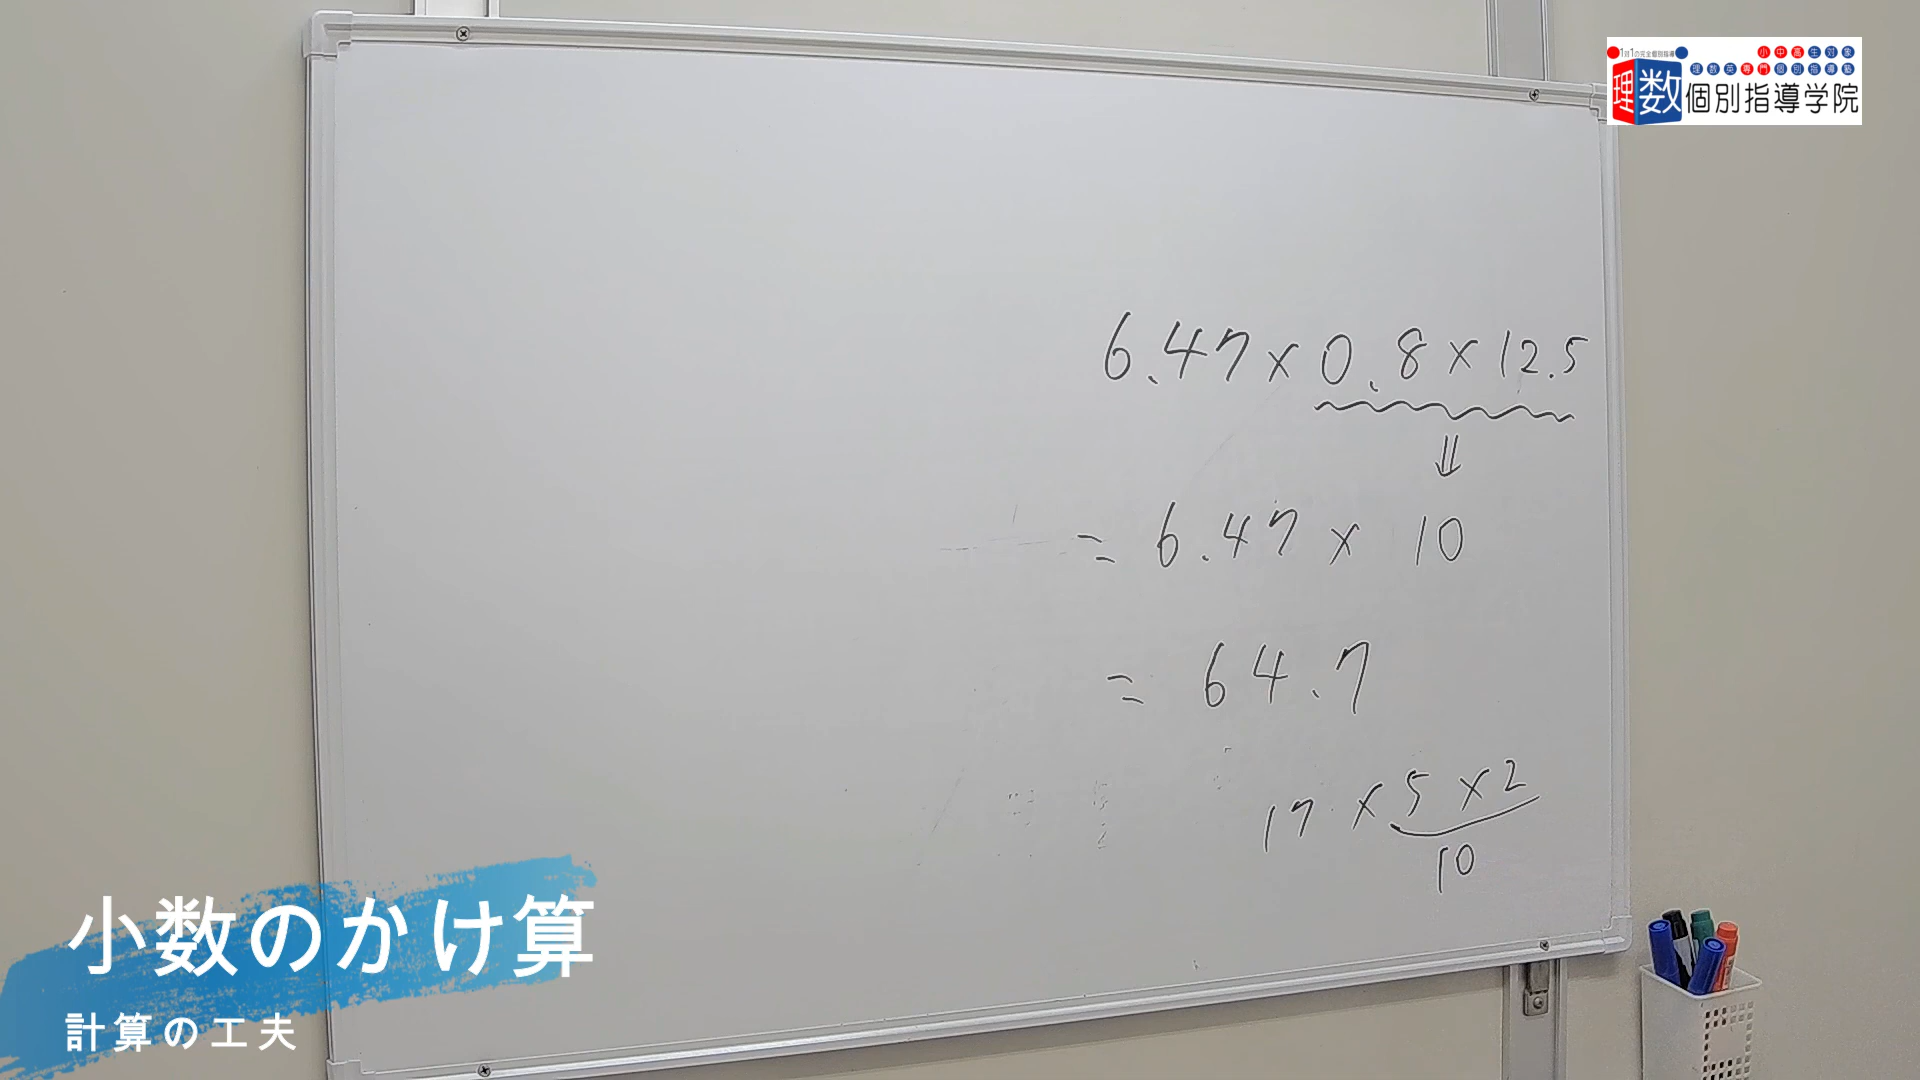 1対1の完全個別指導
小中高生対象
理数英専門個別指導塾
理数個別指導学院
6.47×0.8×12.5
⇓
= 6.47 × 10
= 64.7
17 × 5 × 2
10
小数のかけ算
計算の工夫